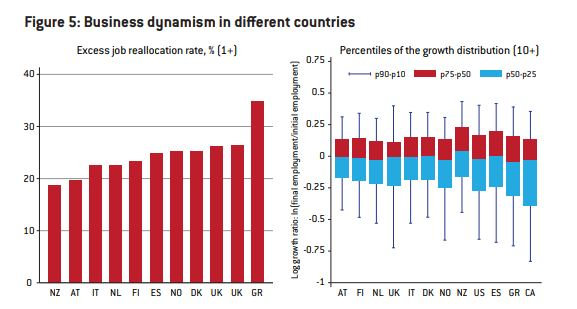 Figure 5: Business dynamism in different countries
Excess job reallocation rate, % (1+)
40
30
20
10
0
NZ AT IT NL FI ES NO DK UK UK GR
Percentiles of the growth distribution (10+)
Log growth ratio: ln(final employment/initial employment)
p90-p10 p75-p50 p50-p25
0.75
0.5
0.25
0
-0.25
-0.5
-0.75
-1
AT FI NL UK IT DK NO NZ US ES GR CA